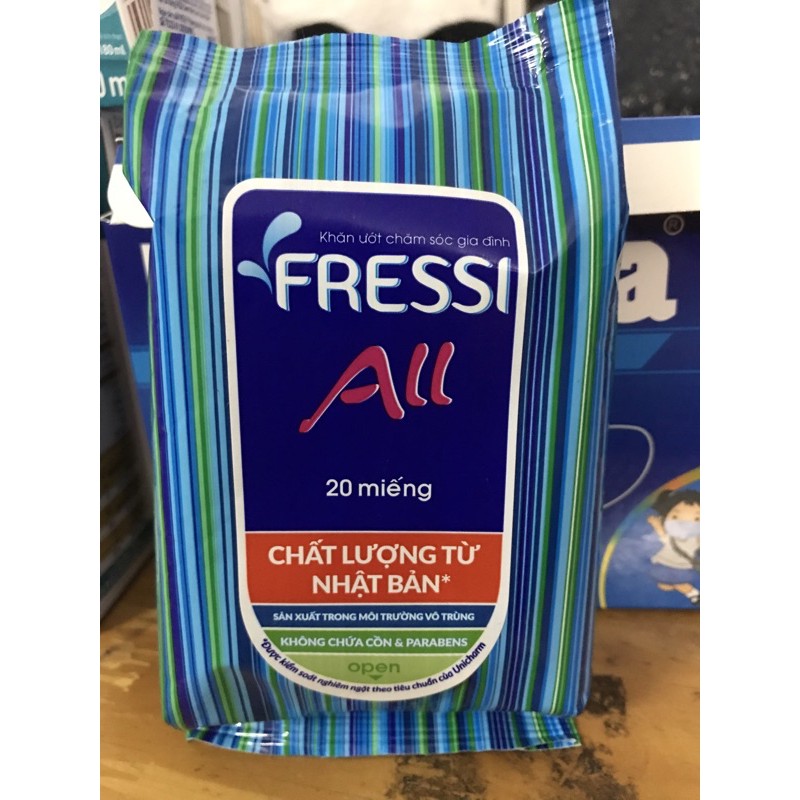 180ml
Khăn ướt chăm sóc gia đình
FRESSI
All
20 miếng
CHẤT LƯỢNG TỪ
NHẬT BẢN*
SẢN XUẤT TRONG MÔI TRƯỜNG VÔ TRÙNG
KHÔNG CHỨA CỒN & PARABENS
open
*Được kiểm soát nghiêm ngặt theo tiêu chuẩn của Unicharm
a®